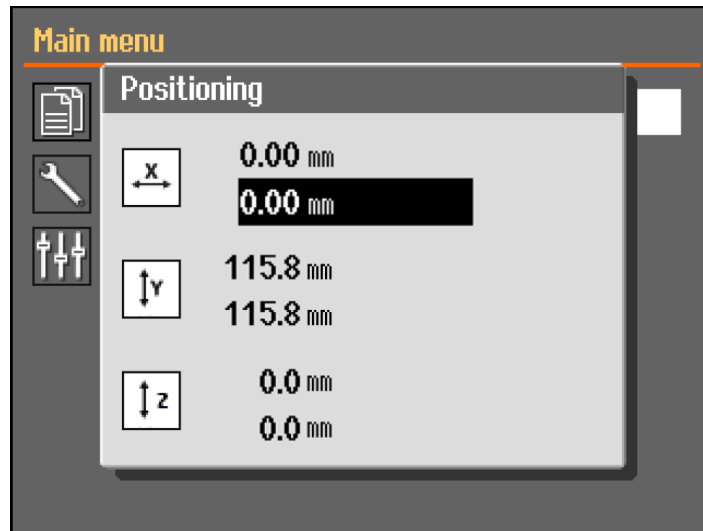 Main menu
Positioning
X
0.00 mm
0.00 mm
Y
115.8 mm
115.8 mm
Z
0.0 mm
0.0 mm